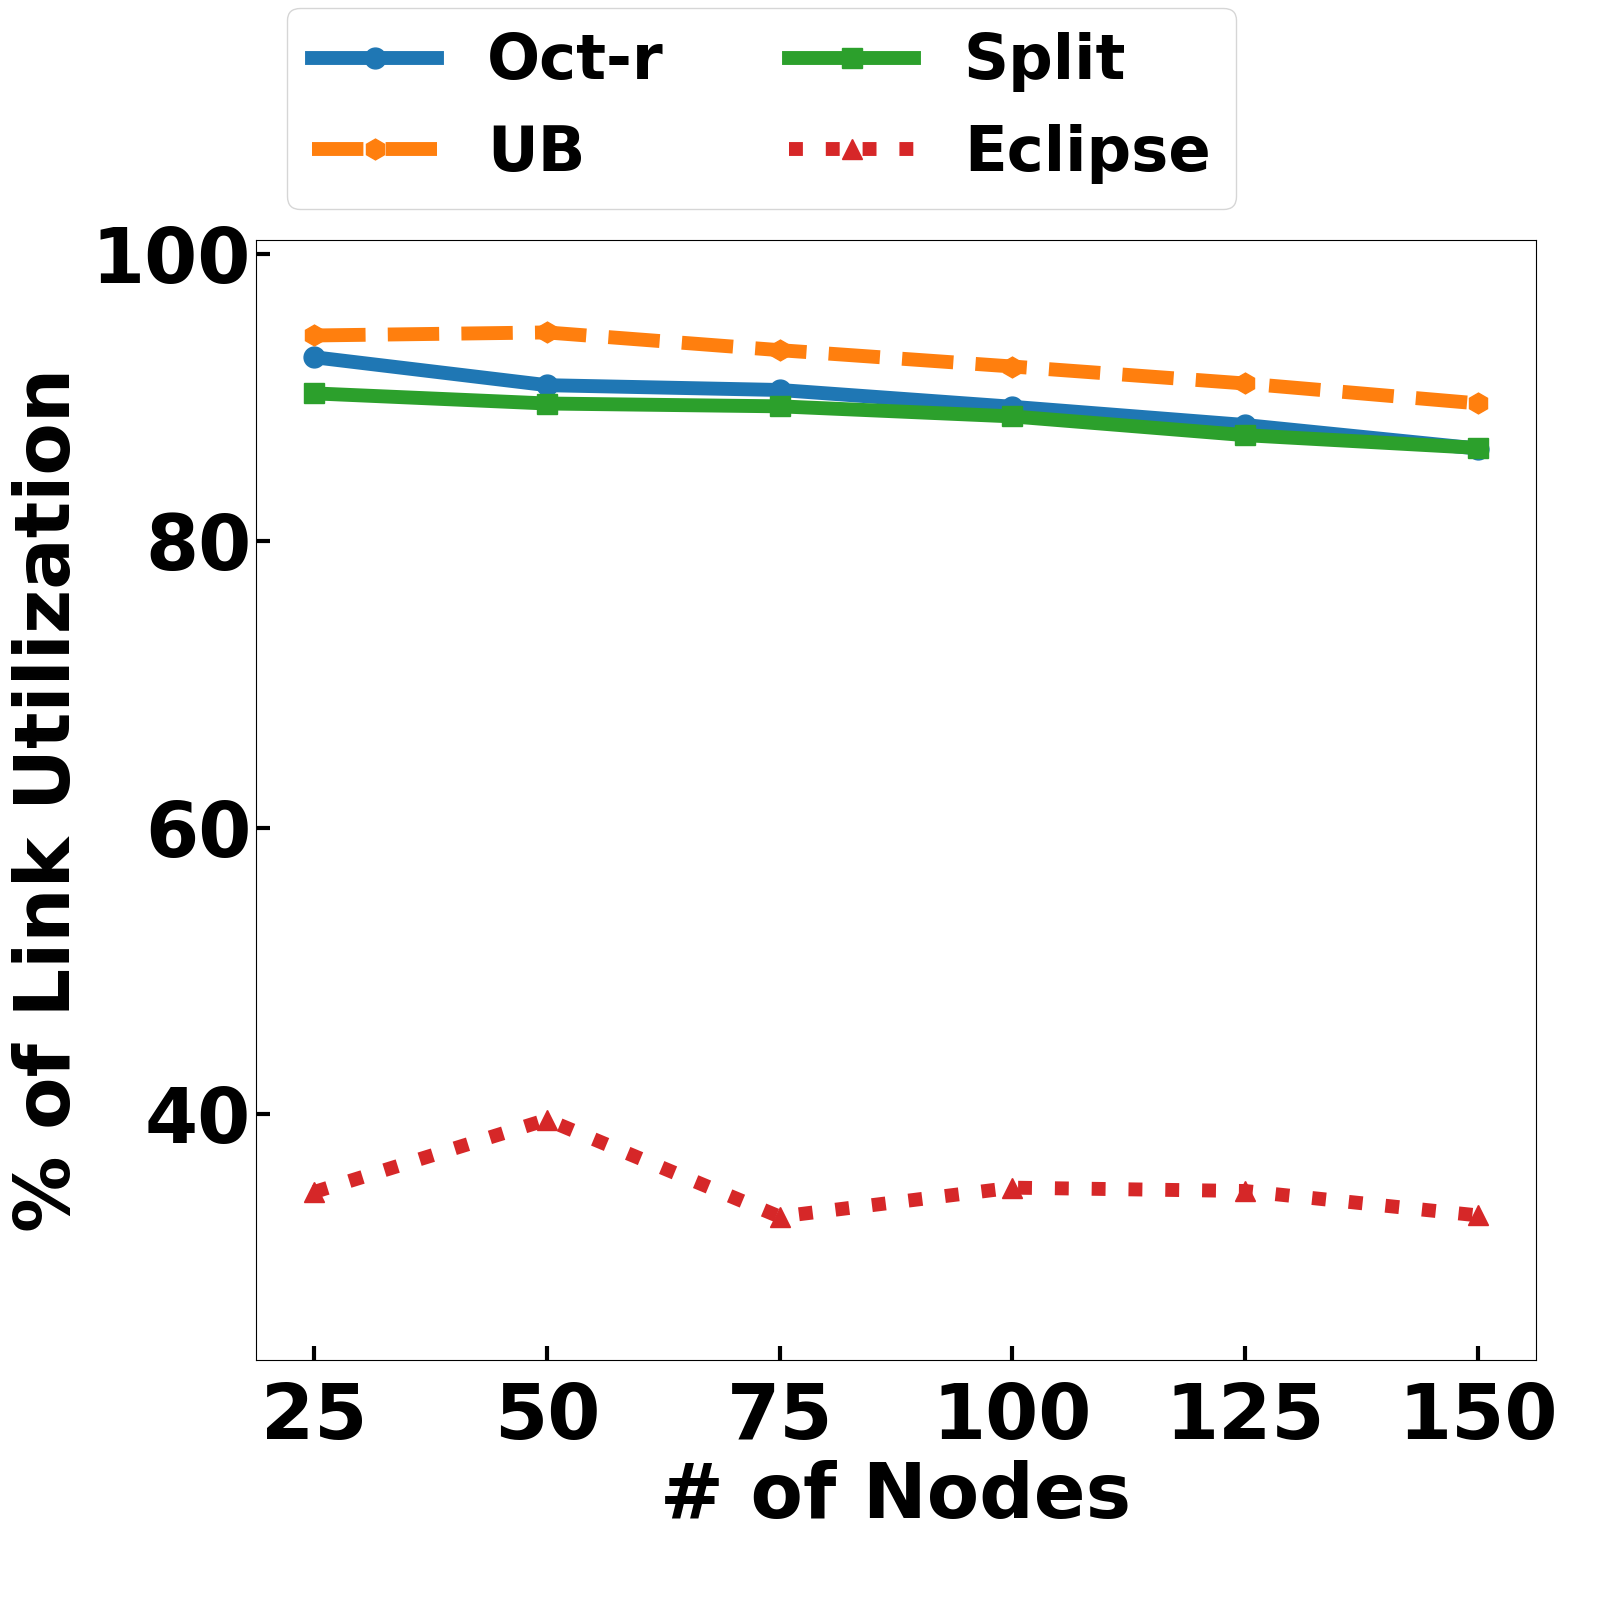 Oct-r
UB
Split
Eclipse
100
80
60
40
% of Link Utilization
25 50 75 100 125 150
# of Nodes